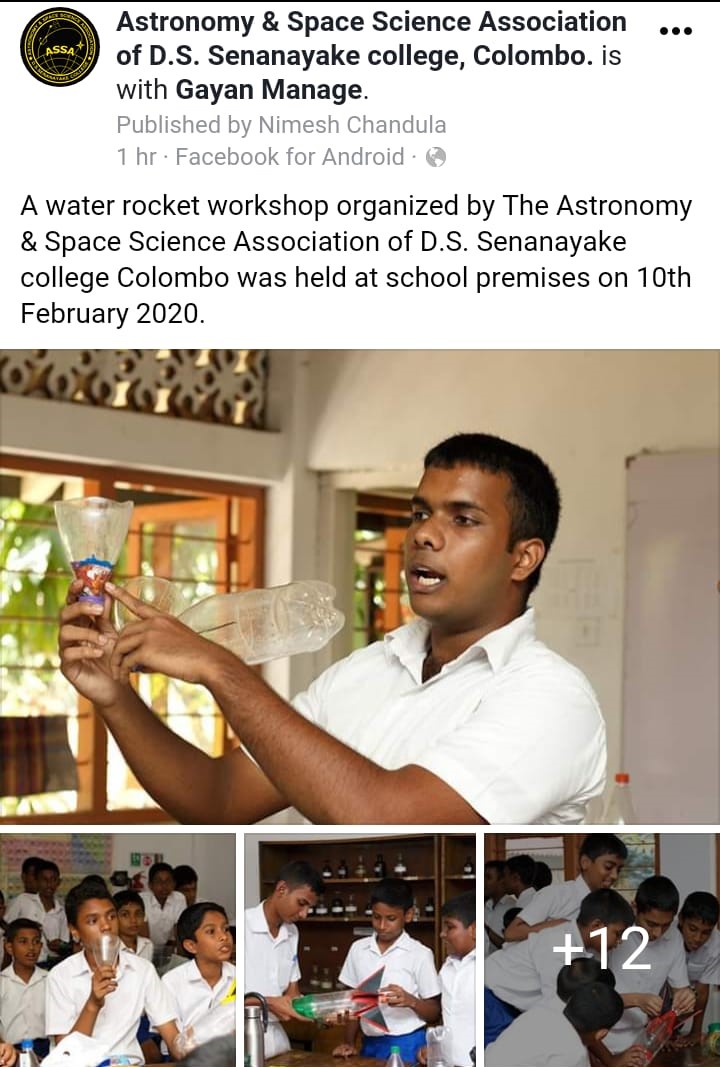 Astronomy & Space Science Association
of D.S. Senanayake college, Colombo. is
with Gayan Manage.
Published by Nimesh Chandula
1 hr · Facebook for Android ·
A water rocket workshop organized by The Astronomy
& Space Science Association of D.S. Senanayake
college Colombo was held at school premises on 10th
February 2020.
ASSA
+12